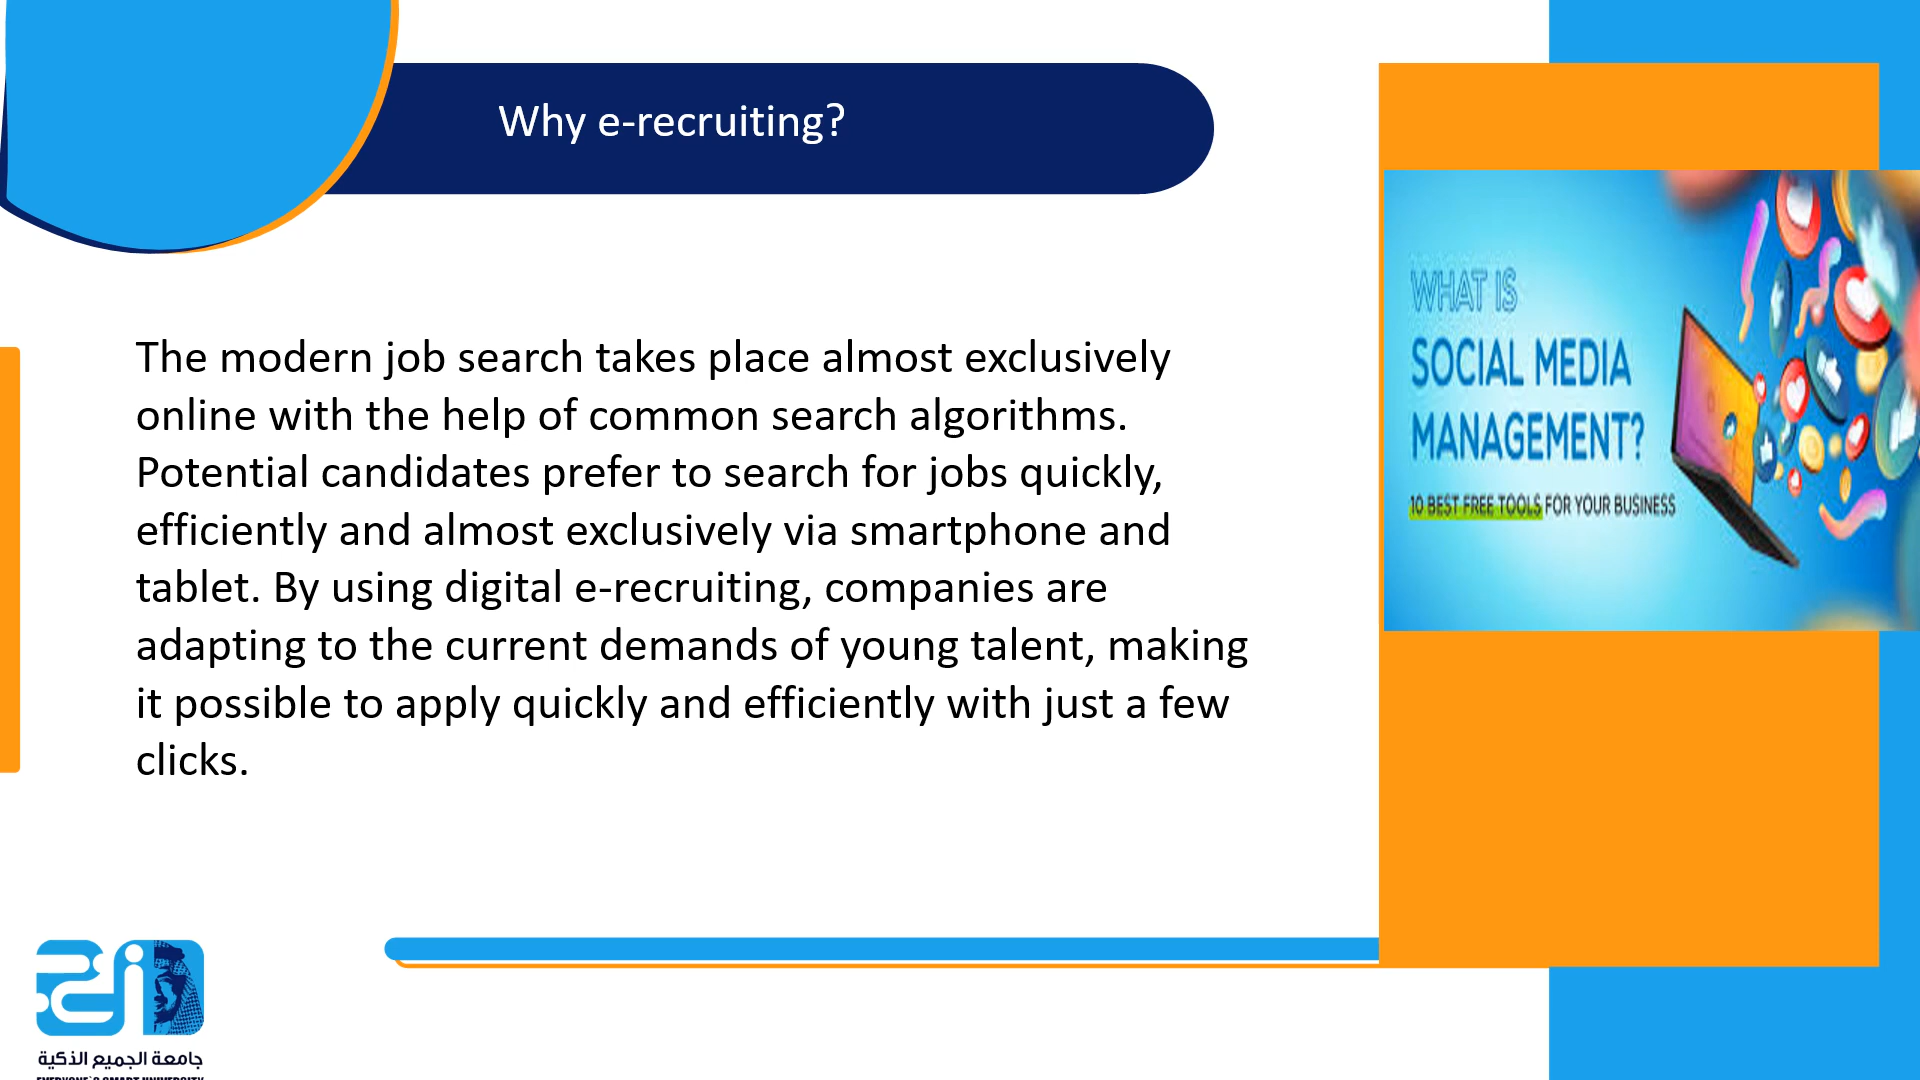 Why e-recruiting?
The modern job search takes place almost exclusively
online with the help of common search algorithms.
Potential candidates prefer to search for jobs quickly,
efficiently and almost exclusively via smartphone and
tablet. By using digital e-recruiting, companies are
adapting to the current demands of young talent, making
it possible to apply quickly and efficiently with just a few
clicks.
WHAT IS
SOCIAL MEDIA
MANAGEMENT?
10 BEST FREE TOOLS FOR YOUR BUSINESS
جامعة الجميع الذكية
EVERYONE'S SMART UNIVERSITY